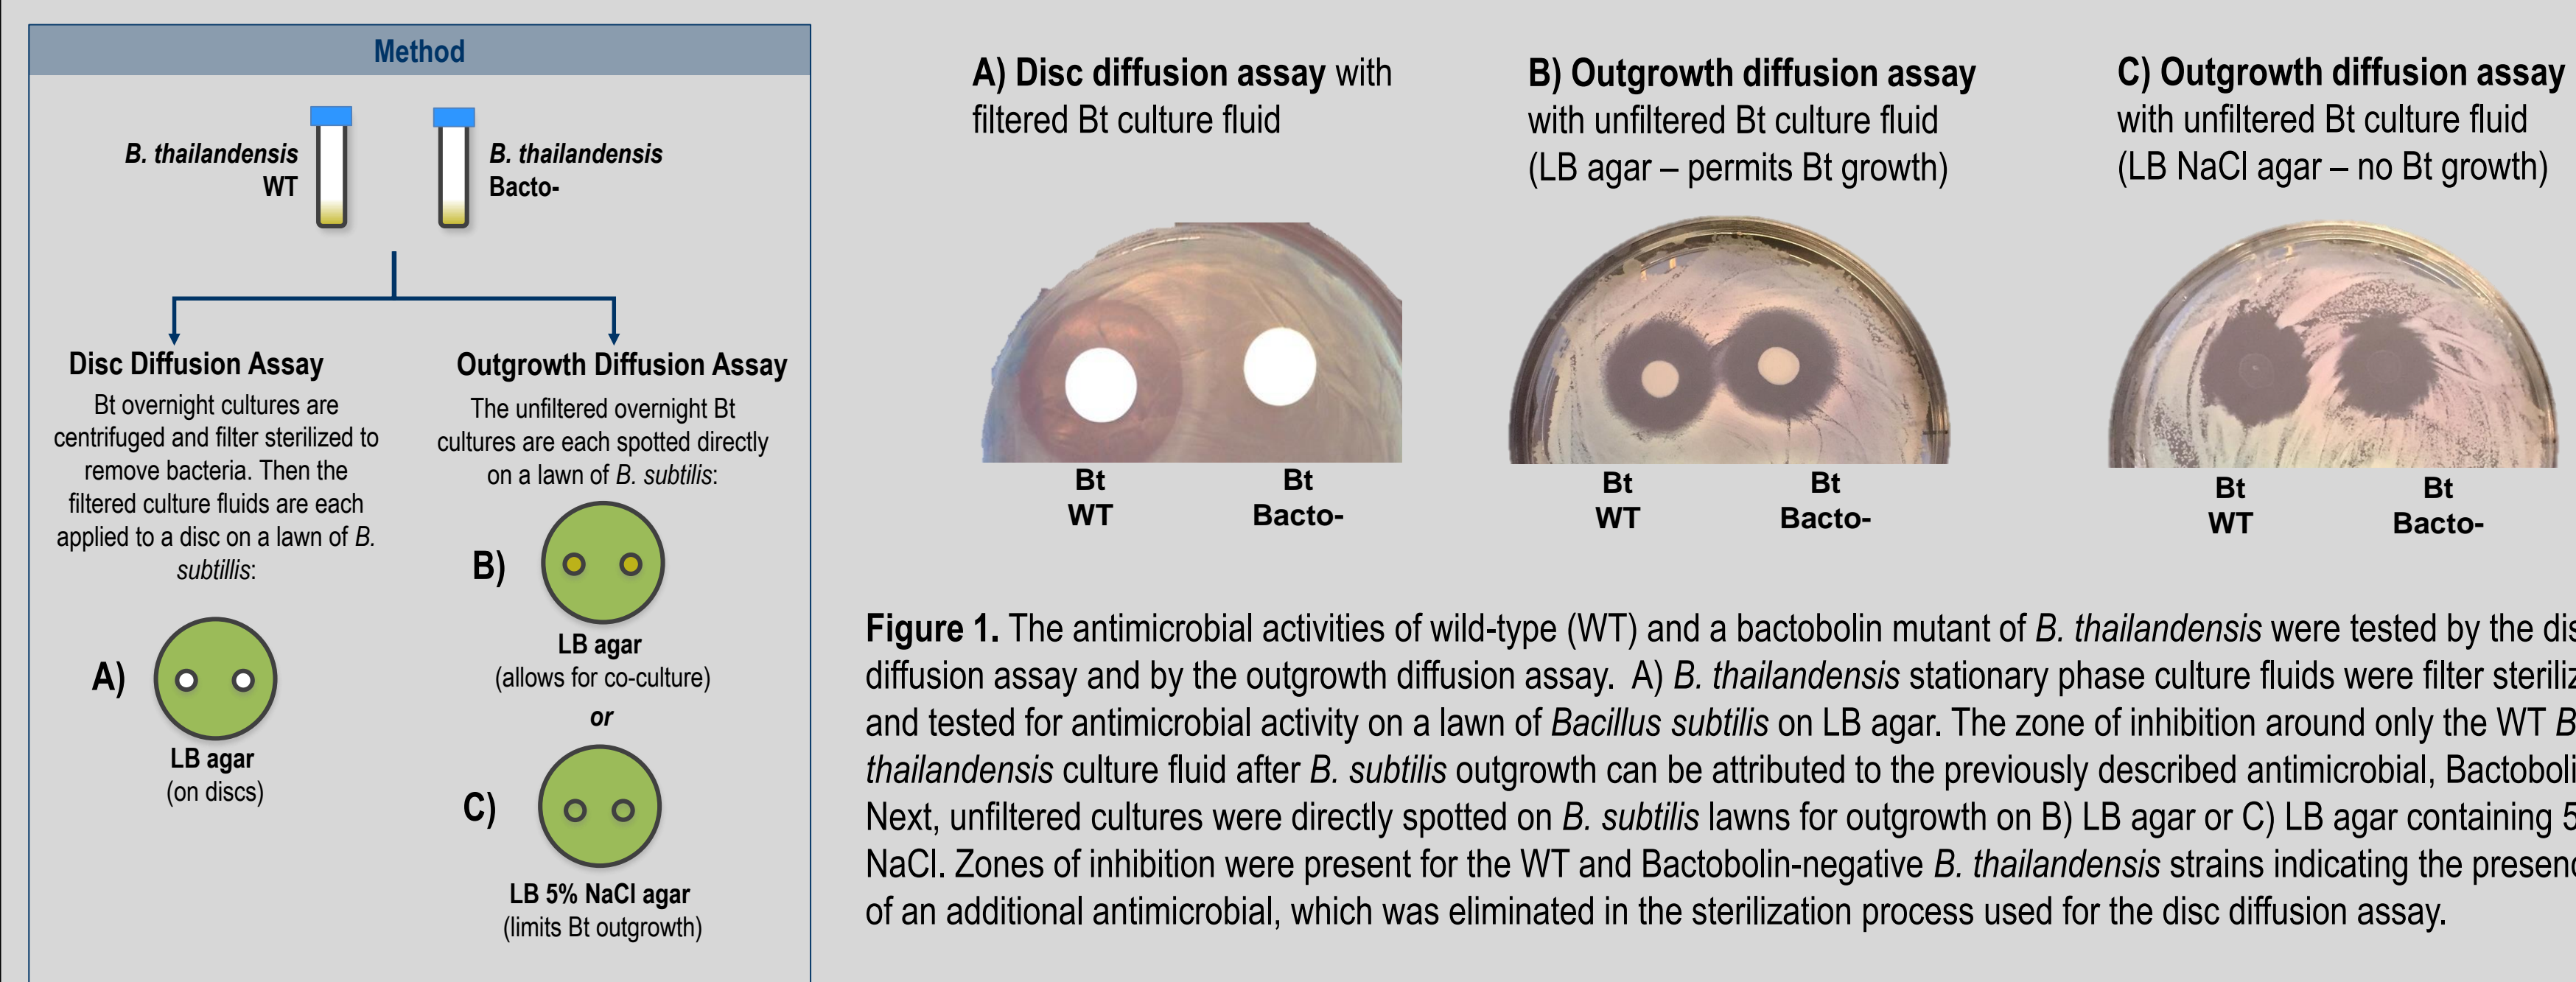 Method
B. thailandensis
WT
B. thailandensis
Bacto-
Disc Diffusion Assay
Bt overnight cultures are
centrifuged and filter sterilized to
remove bacteria. Then the
filtered culture fluids are each
applied to a disc on a lawn of B.
subtillis:
A)
LB agar
(on discs)
Outgrowth Diffusion Assay
The unfiltered overnight Bt
cultures are each spotted directly
on a lawn of B. subtilis:
B)
LB agar
(allows for co-culture)
or
C)
LB 5% NaCl agar
(limits Bt outgrowth)
A) Disc diffusion assay with
filtered Bt culture fluid
Bt
WT
Bt
Bacto-
B) Outgrowth diffusion assay
with unfiltered Bt culture fluid
(LB agar – permits Bt growth)
Bt
WT
Bt
Bacto-
C) Outgrowth diffusion assay
with unfiltered Bt culture fluid
(LB NaCl agar – no Bt growth)
Bt
WT
Bt
Bacto-
Figure 1. The antimicrobial activities of wild-type (WT) and a bactobolin mutant of B. thailandensis were tested by the
diffusion assay and by the outgrowth diffusion assay. A) B. thailandensis stationary phase culture fluids were filter
and tested for antimicrobial activity on a lawn of Bacillus subtilis on LB agar. The zone of inhibition around only the WT
thailandensis culture fluid after B. subtilis outgrowth can be attributed to the previously described antimicrobial,
Next, unfiltered cultures were directly spotted on B. subtilis lawns for outgrowth on B) LB agar or C) LB agar containing
NaCl. Zones of inhibition were present for the WT and Bactobolin-negative B. thailandensis strains indicating the
of an additional antimicrobial, which was eliminated in the sterilization process used for the disc diffusion assay.